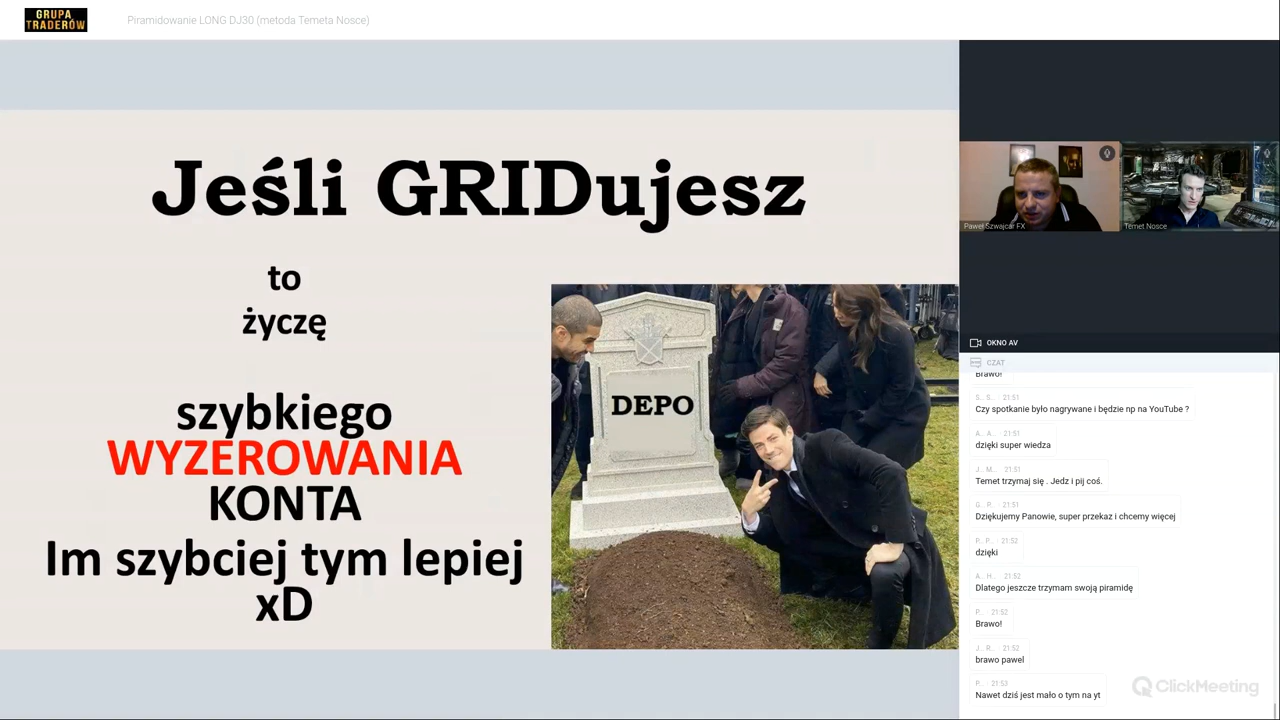 GRUPA
TRADERÓW
Piramidowanie LONG DJ30 (metoda Temeta Nosce)
Jeśli GRIDujesz
to
życzę
szybkiego
WYZEROWANIA
KONTA
Im szybciej tym lepiej
xD
DEPO
Paweł Szwajcar FX
Temet Nosce
OKNO AV
CZAT
Brawo!
S... S... · 21:51
Czy spotkanie było nagrywane i będzie np na YouTube ?
A... A... · 21:51
dzięki super wiedza
J... M... · 21:51
Temet trzymaj się . Jedz i pij coś.
G... P... · 21:51
Dziękujemy Panowie, super przekaz i chcemy więcej
P... P... · 21:52
dzięki
A... H... · 21:52
Dlatego jeszcze trzymam swoją piramidę
P... · 21:52
Brawo!
J... R... · 21:52
brawo pawel
P... · 21:53
Nawet dziś jest mało o tym na yt
ClickMeeting